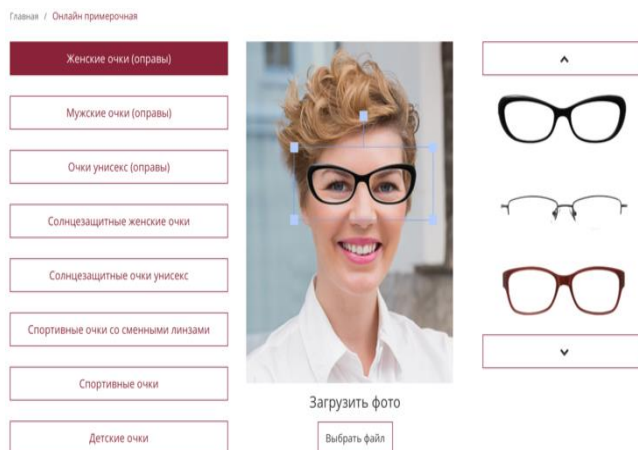 Главная / Онлайн примерочная
Женские очки (оправы)
Мужские очки (оправы)
Очки унисекс (оправы)
Солнцезащитные женские очки
Солнцезащитные очки унисекс
Спортивные очки со сменными линзами
Спортивные очки
Детские очки
Загрузить фото
Выбрать файл